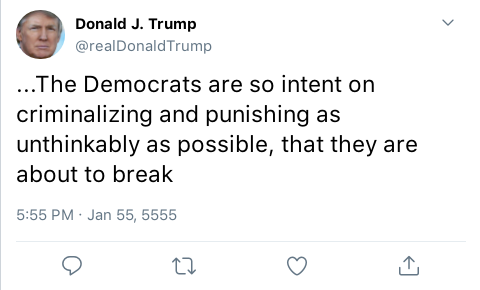 Donald J. Trump
@realDonaldTrump
...The Democrats are so intent on
criminalizing and punishing as
unthinkably as possible, that they are
about to break
5:55 PM · Jan 55, 5555